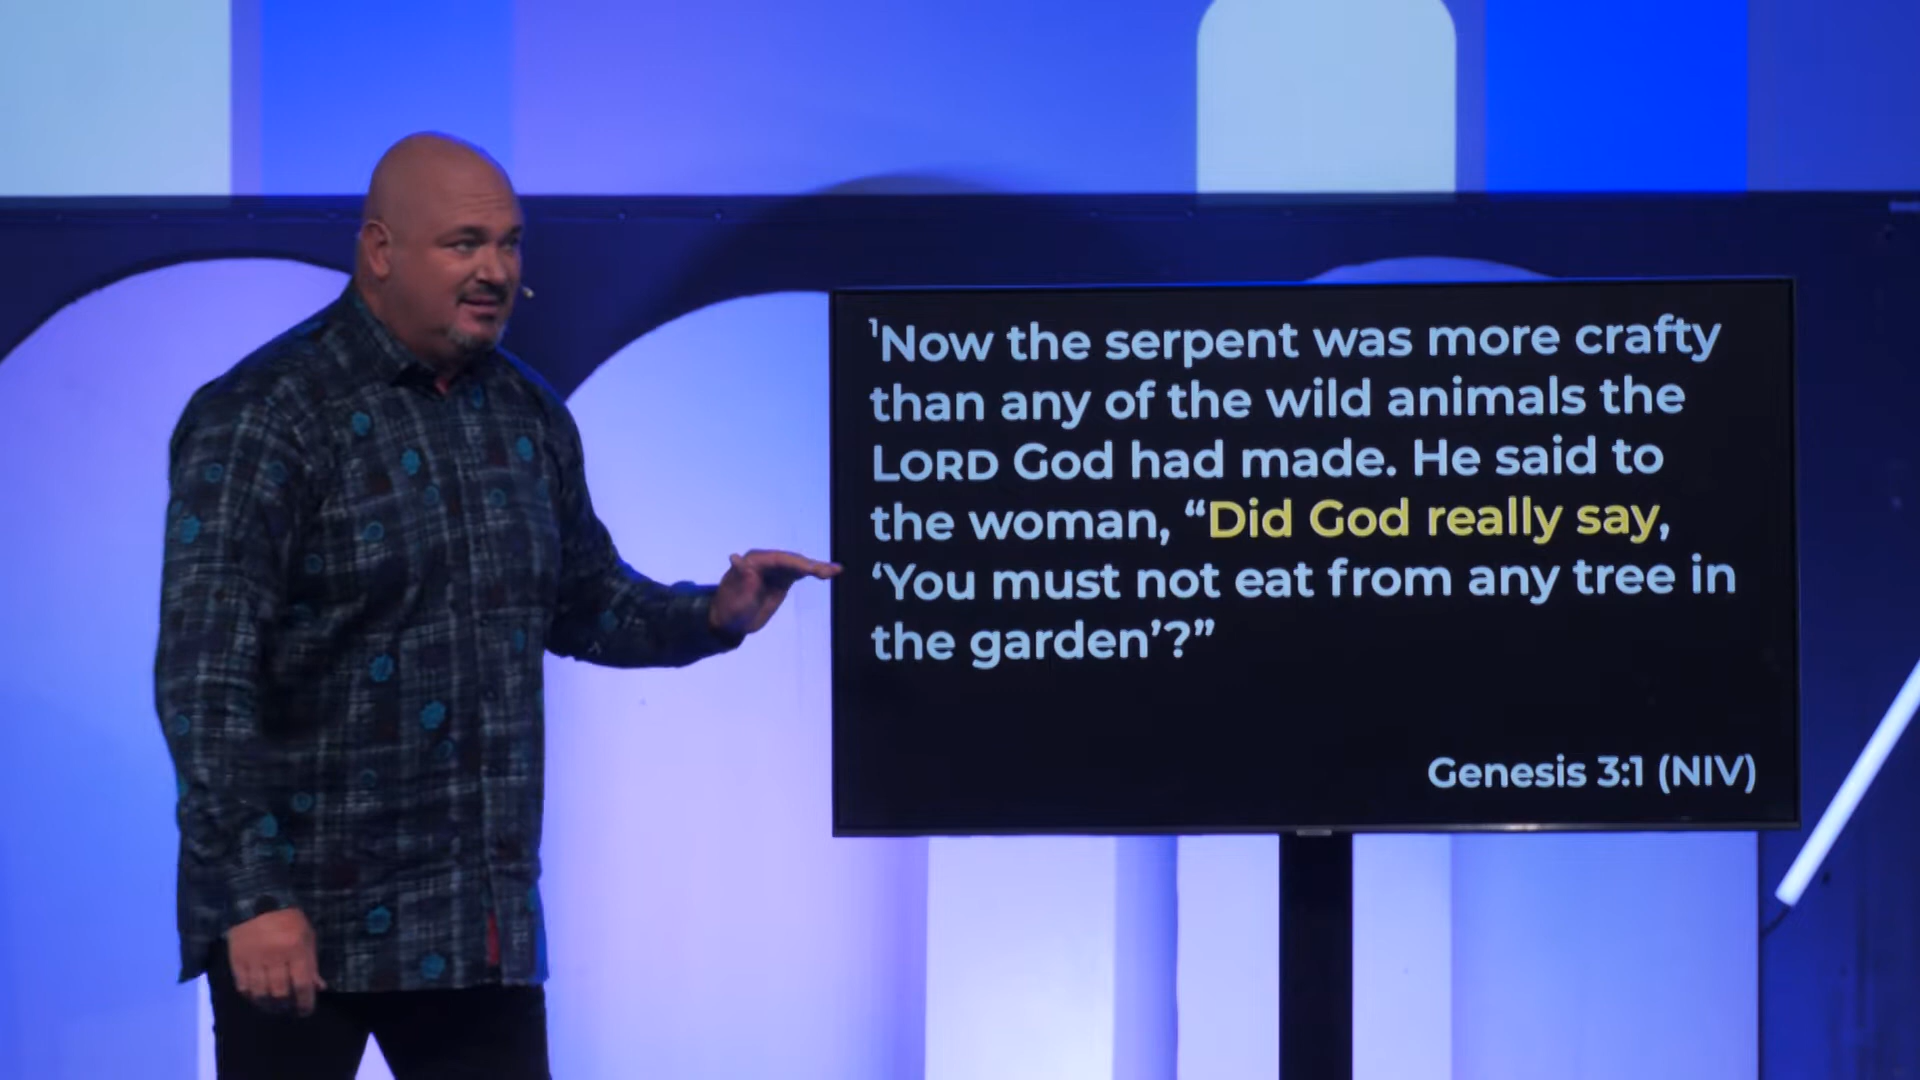 ¹Now the serpent was more crafty
than any of the wild animals the
LORD God had made. He said to
the woman, “Did God really say,
‘You must not eat from any tree in
the garden’?”
Genesis 3:1 (NIV)